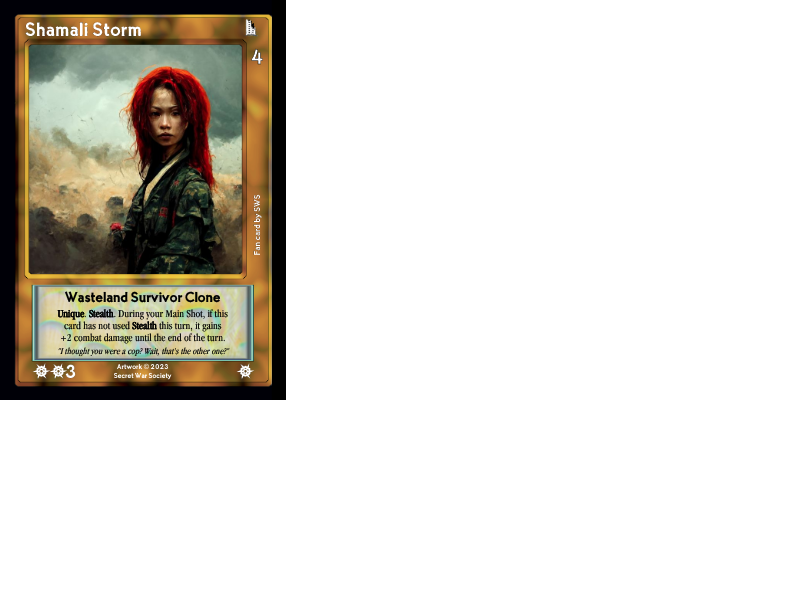 Shamali Storm
4
Fan card by SWS
Wasteland Survivor Clone
Unique. Stealth. During your Main Shot, if this
card has not used Stealth this turn, it gains
+2 combat damage until the end of the turn.
"I thought you were a cop? Wait, that's the other one?"
3
Artwork © 2023
Secret War Society